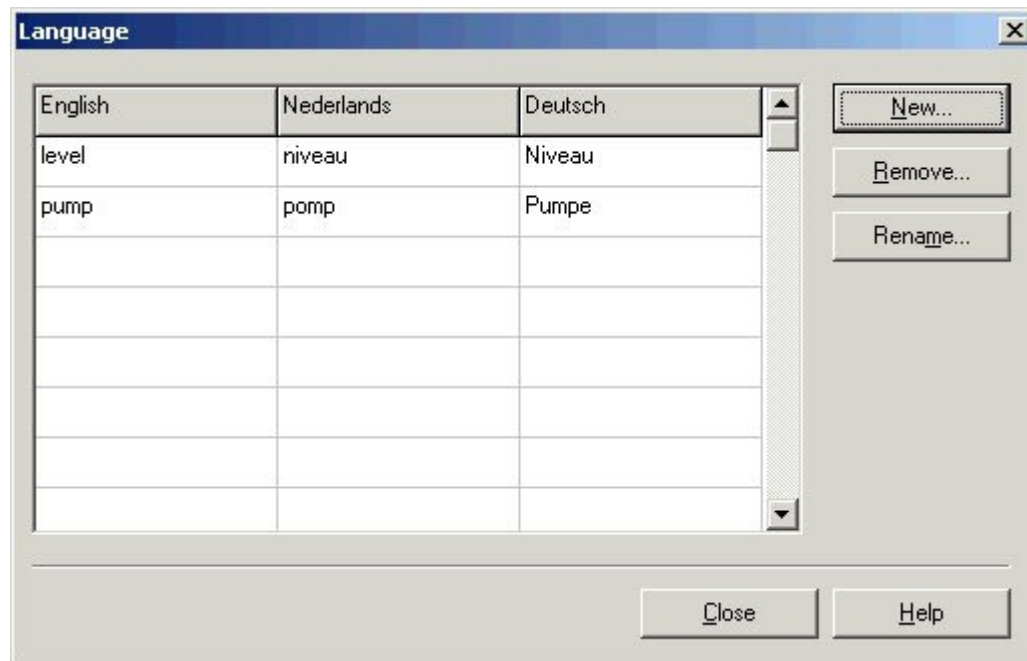 Language
English Nederlands Deutsch New...
level niveau Niveau
Remove...
pump pomp Pumpe
Rename...
Close Help